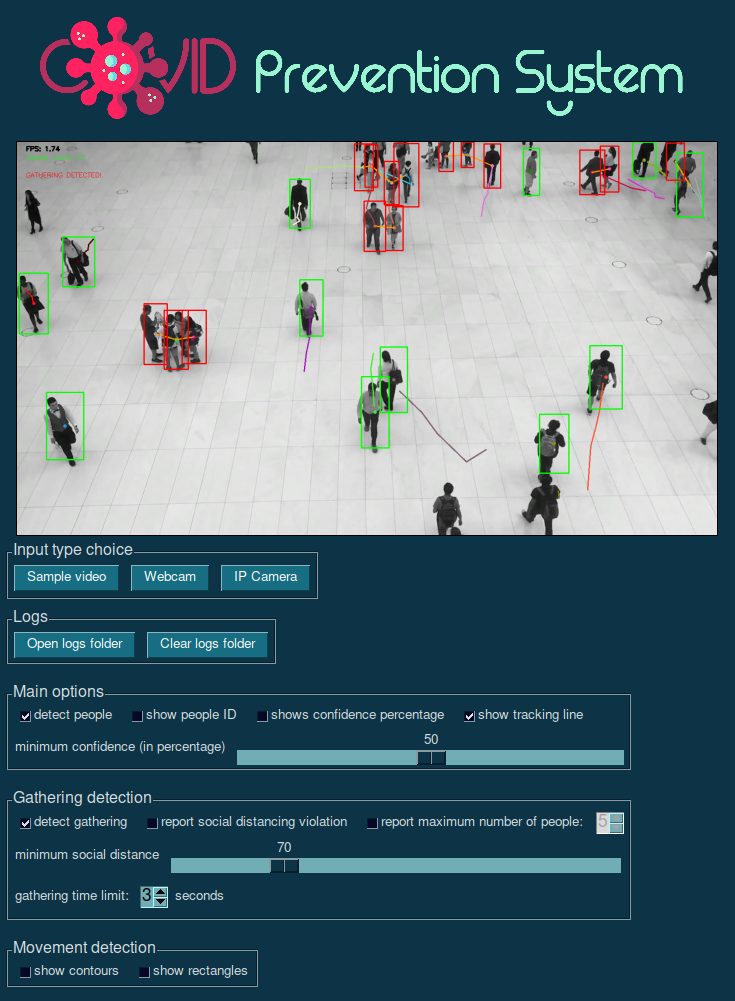 COVID Prevention System
FPS: 1.74
GATHERING DETECTED!
Input type choice
Sample video Webcam IP Camera
Logs
Open logs folder Clear logs folder
Main options
detect people show people ID shows confidence percentage show tracking line
50
minimum confidence (in percentage)
Gathering detection
detect gathering report social distancing violation report maximum number of people: 5
70
minimum social distance
gathering time limit: 3 seconds
Movement detection
show contours show rectangles